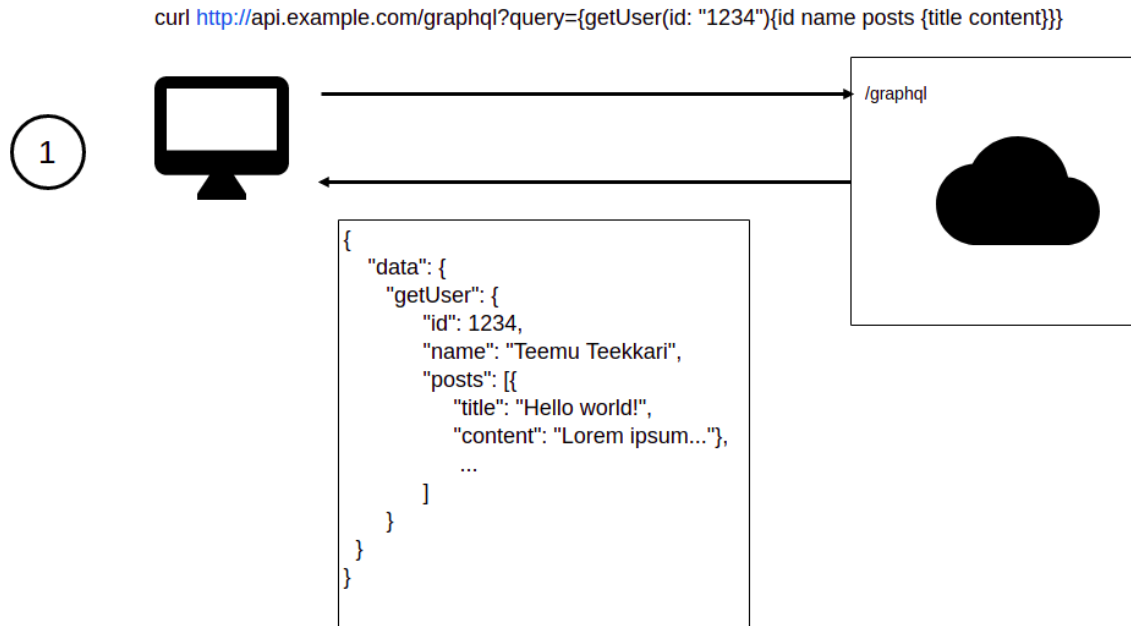 curl http://api.example.com/graphql?query={getUser(id: "1234"){id name posts {title content}}}
/graphql
1
{
"data": {
"getUser": {
"id": 1234,
"name": "Teemu Teekkari",
"posts": [{
"title": "Hello world!",
"content": "Lorem ipsum..."},
...
]
}
}
}